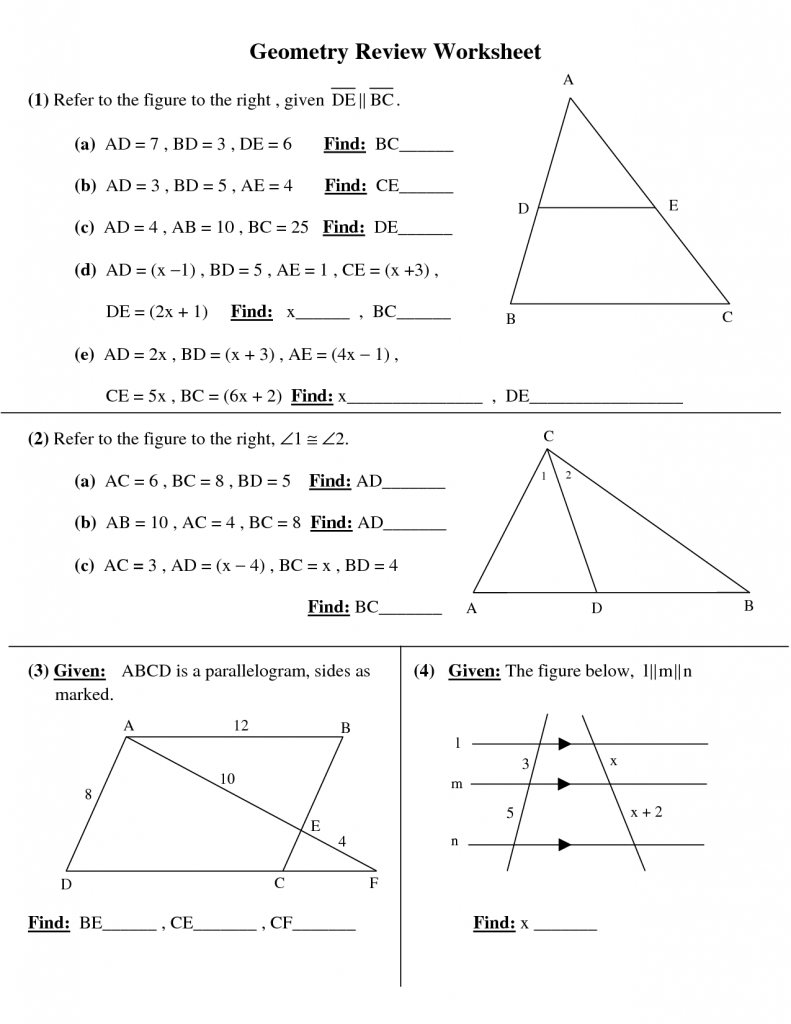 Geometry Review Worksheet
(1) Refer to the figure to the right , given DE || BC .
(a) AD = 7 , BD = 3 , DE = 6 Find: BC______
(b) AD = 3 , BD = 5 , AE = 4 Find: CE______
(c) AD = 4 , AB = 10 , BC = 25 Find: DE______
(d) AD = (x −1) , BD = 5 , AE = 1 , CE = (x +3) ,
DE = (2x + 1) Find: x______ , BC______
(e) AD = 2x , BD = (x + 3) , AE = (4x − 1) ,
CE = 5x , BC = (6x + 2) Find: x_______________ , DE_________________
A
D
E
B
C
(2) Refer to the figure to the right, ∠1 ≅ ∠2.
(a) AC = 6 , BC = 8 , BD = 5 Find: AD_______
(b) AB = 10 , AC = 4 , BC = 8 Find: AD_______
(c) AC = 3 , AD = (x − 4) , BC = x , BD = 4
Find: BC_______
C
1 2
A
D
B
(3) Given: ABCD is a parallelogram, sides as
marked.
A
12
B
10
8
E
4
D
C
F
Find: BE______ , CE_______ , CF_______
(4) Given: The figure below, l||m||n
l
3
x
m
5
x + 2
n
Find: x _______